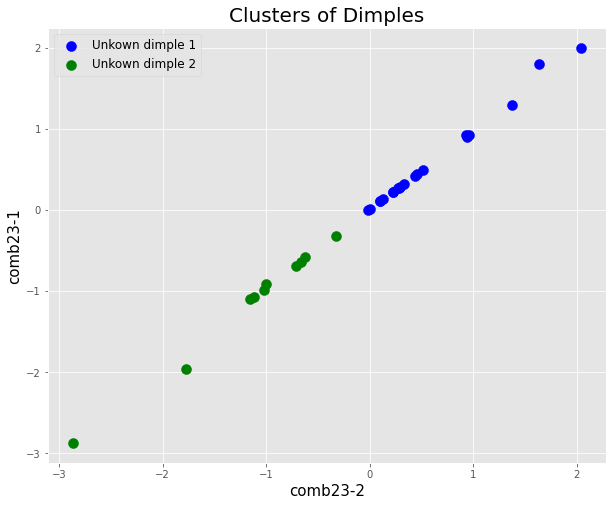 Clusters of Dimples
Unkown dimple 1
Unkown dimple 2
2
1
0
−1
−2
−3
comb23-1
−3 −2 −1 0 1 2
comb23-2